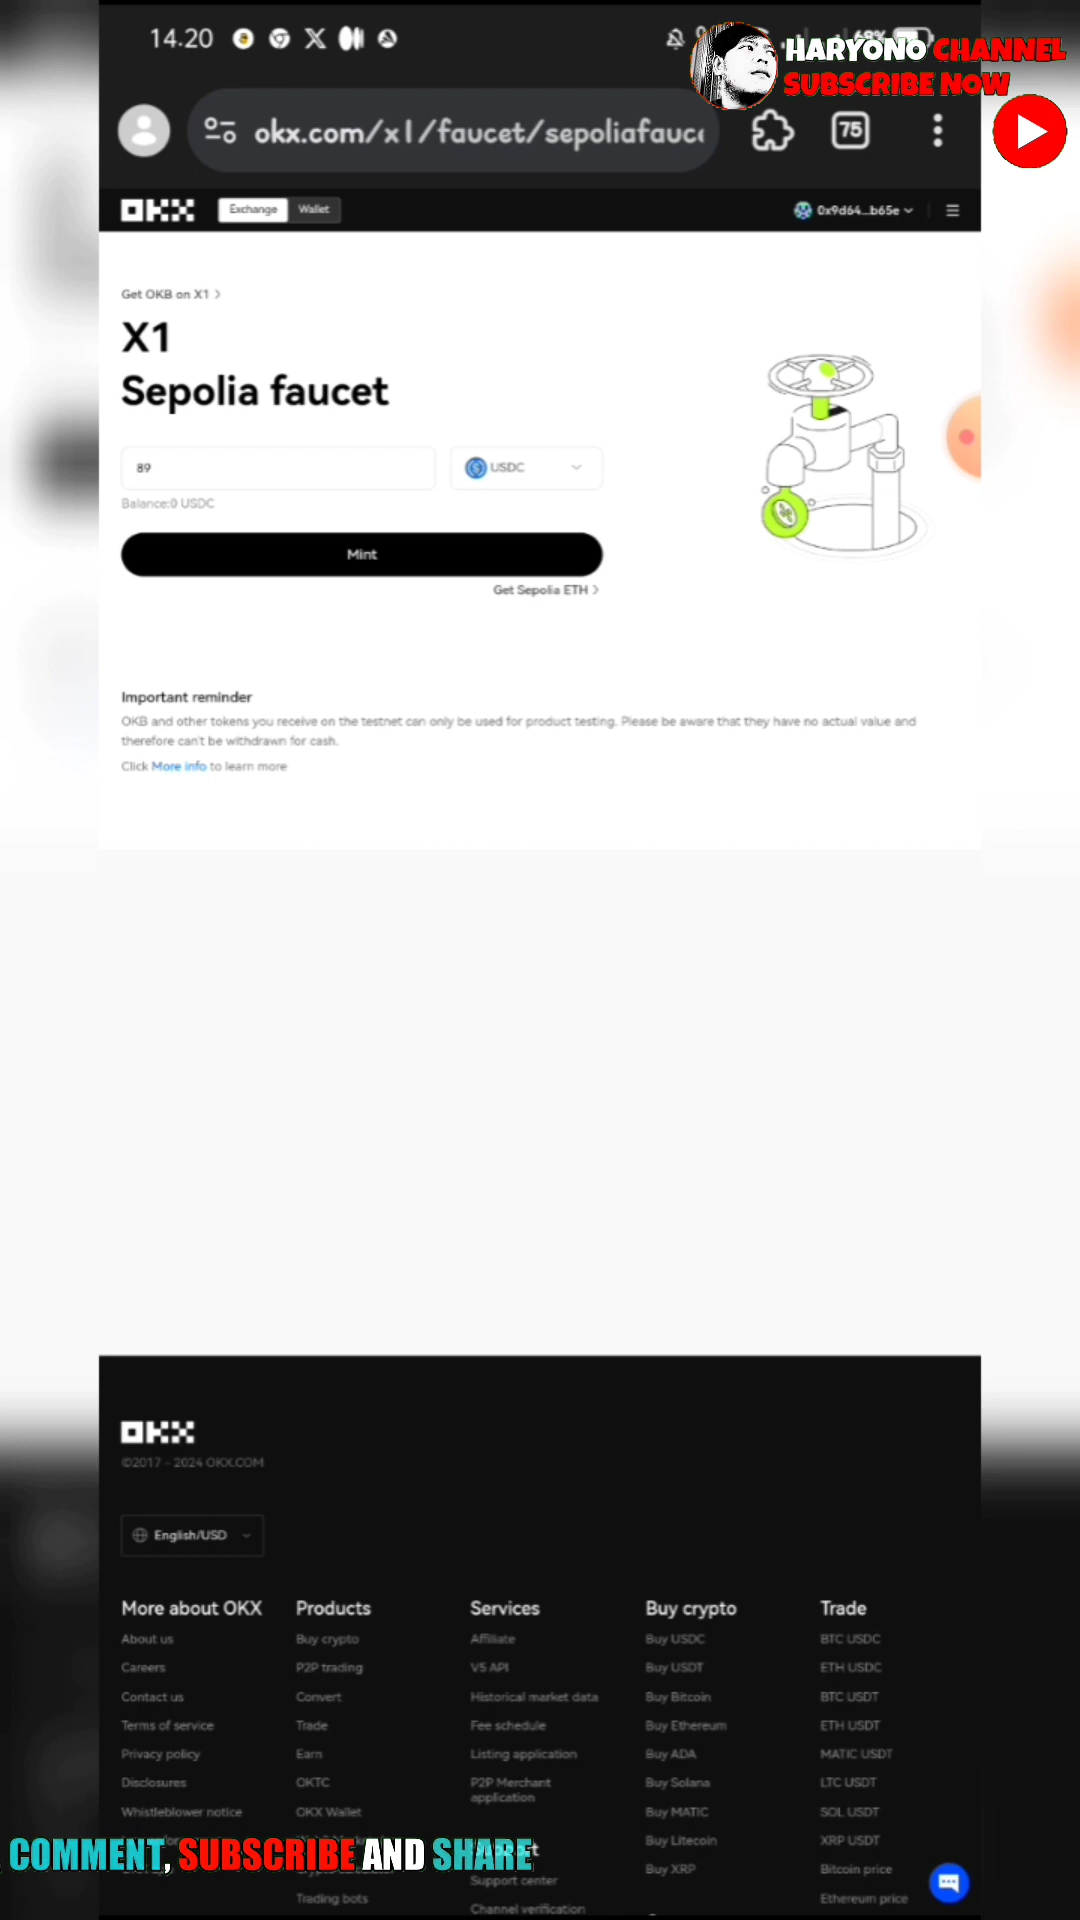 14.20
HARYONO CHANNEL
SUBSCRIBE NOW
okx.com/x1/faucet/sepoliafauc
75
OKX
Exchange
Wallet
0x9d64...b65e
Get OKB on X1
X1
Sepolia faucet
89
USDC
Balance:0 USDC
Mint
Get Sepolia ETH
Important reminder
OKB and other tokens you receive on the testnet can only be used for product testing. Please be aware that they have no actual value and
therefore can't be withdrawn for cash.
Click More info to learn more
OKX
©2017 - 2024 OKX.COM
English/USD
More about OKX
About us
Careers
Contact us
Terms of service
Privacy policy
Disclosures
Whistleblower notice
Products
Buy crypto
P2P trading
Convert
Trade
Earn
OKTC
OKX Wallet
Trading bots
Services
Affiliate
V5 API
Historical market data
Fee schedule
Listing application
P2P Merchant
application
Support center
Channel verification
Buy crypto
Buy USDC
Buy USDT
Buy Bitcoin
Buy Ethereum
Buy ADA
Buy Solana
Buy MATIC
Buy Litecoin
Buy XRP
Trade
BTC USDC
ETH USDC
BTC USDT
ETH USDT
MATIC USDT
LTC USDT
SOL USDT
XRP USDT
Bitcoin price
Ethereum price
COMMENT, SUBSCRIBE AND SHARE